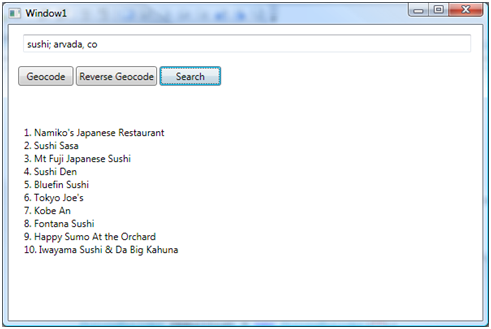 Window1
sushi; arvada, co
Geocode Reverse Geocode Search
1. Namiko's Japanese Restaurant
2. Sushi Sasa
3. Mt Fuji Japanese Sushi
4. Sushi Den
5. Bluefin Sushi
6. Tokyo Joe's
7. Kobe An
8. Fontana Sushi
9. Happy Sumo At the Orchard
10. Iwayama Sushi & Da Big Kahuna